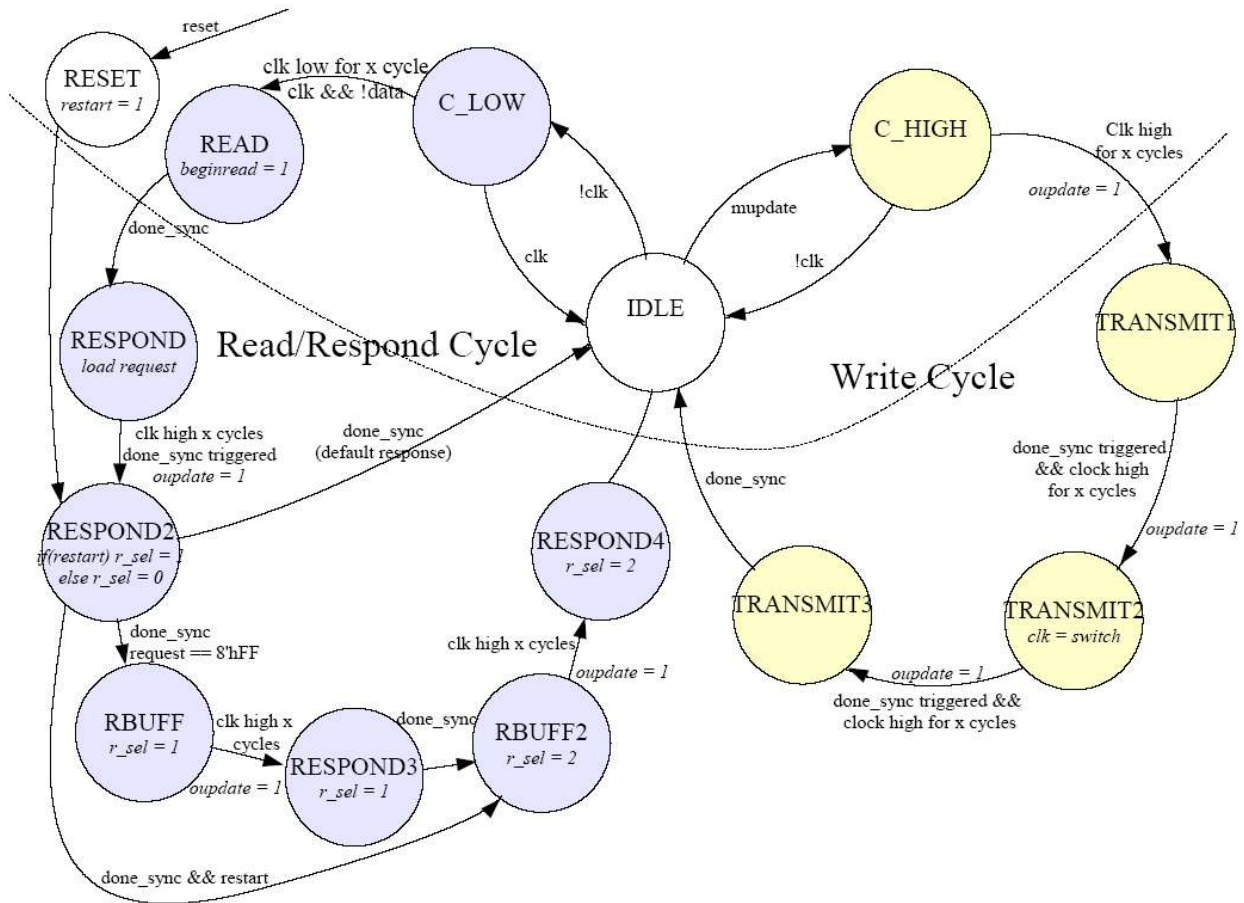 reset
RESET
restart = 1
clk low for x cycle
clk && !data
C_LOW
C_HIGH
READ
beginread = 1
Clk high
for x cycles
oupdate = 1
!clk
mupdate
done_sync
clk
!clk
IDLE
RESPOND
load request
Read/Respond Cycle
Write Cycle
TRANSMIT1
clk high x cycles
done_sync triggered
oupdate = 1
done_sync
(default response)
done_sync
done_sync triggered
&& clock high
for x cycles
oupdate = 1
RESPOND2
if(restart) r_sel = 1
else r_sel = 0
RESPOND4
r_sel = 2
TRANSMIT3
TRANSMIT2
clk = switch
done_sync
request == 8'hFF
clk high x cycles
oupdate = 1
oupdate = 1
done_sync triggered &&
clock high for x cycles
RBUFF
r_sel = 1
clk high x
cycles
oupdate = 1
RESPOND3
r_sel = 1
done_sync
RBUFF2
r_sel = 2
done_sync && restart